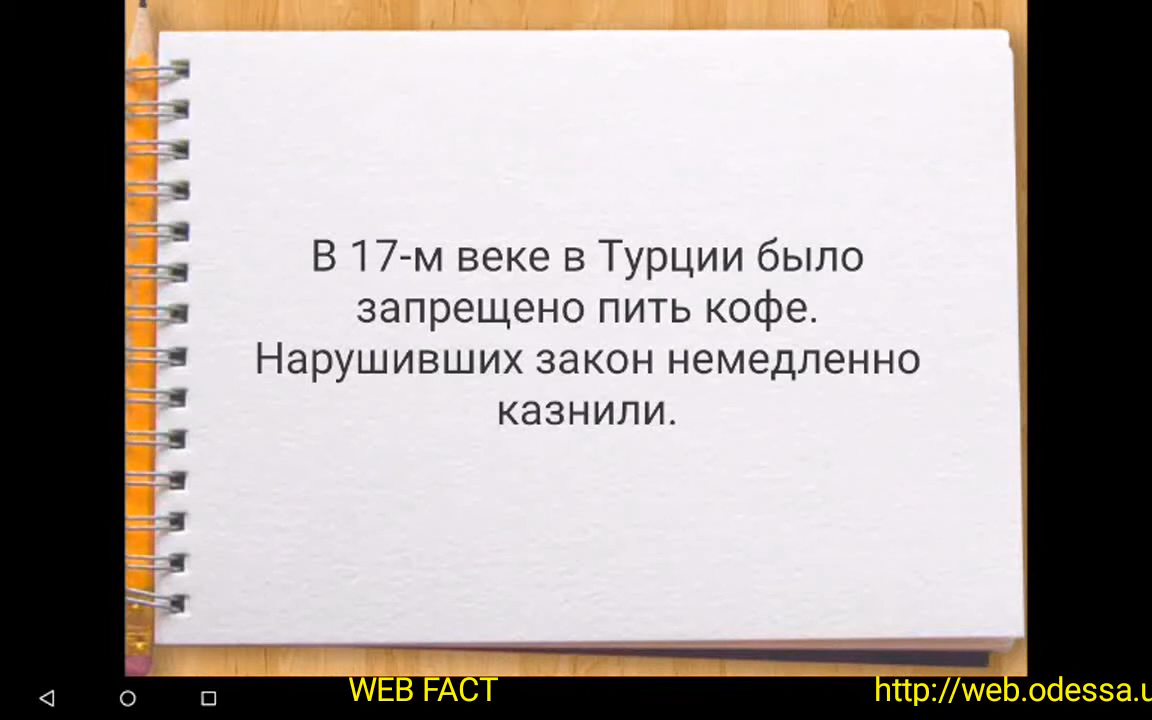 В 17-м веке в Турции было
запрещено пить кофе.
Нарушивших закон немедленно
казнили.
WEB FACT
http://web.odessa.u